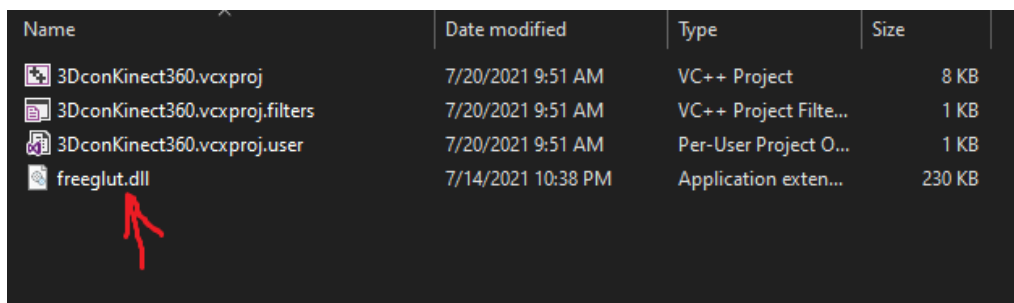 Name Date modified Type Size
3DconKinect360.vcxproj 7/20/2021 9:51 AM VC++ Project 8 KB
3DconKinect360.vcxproj.filters 7/20/2021 9:51 AM VC++ Project Filte... 1 KB
3DconKinect360.vcxproj.user 7/20/2021 9:51 AM Per-User Project O... 1 KB
freeglut.dll 7/14/2021 10:38 PM Application exten... 230 KB